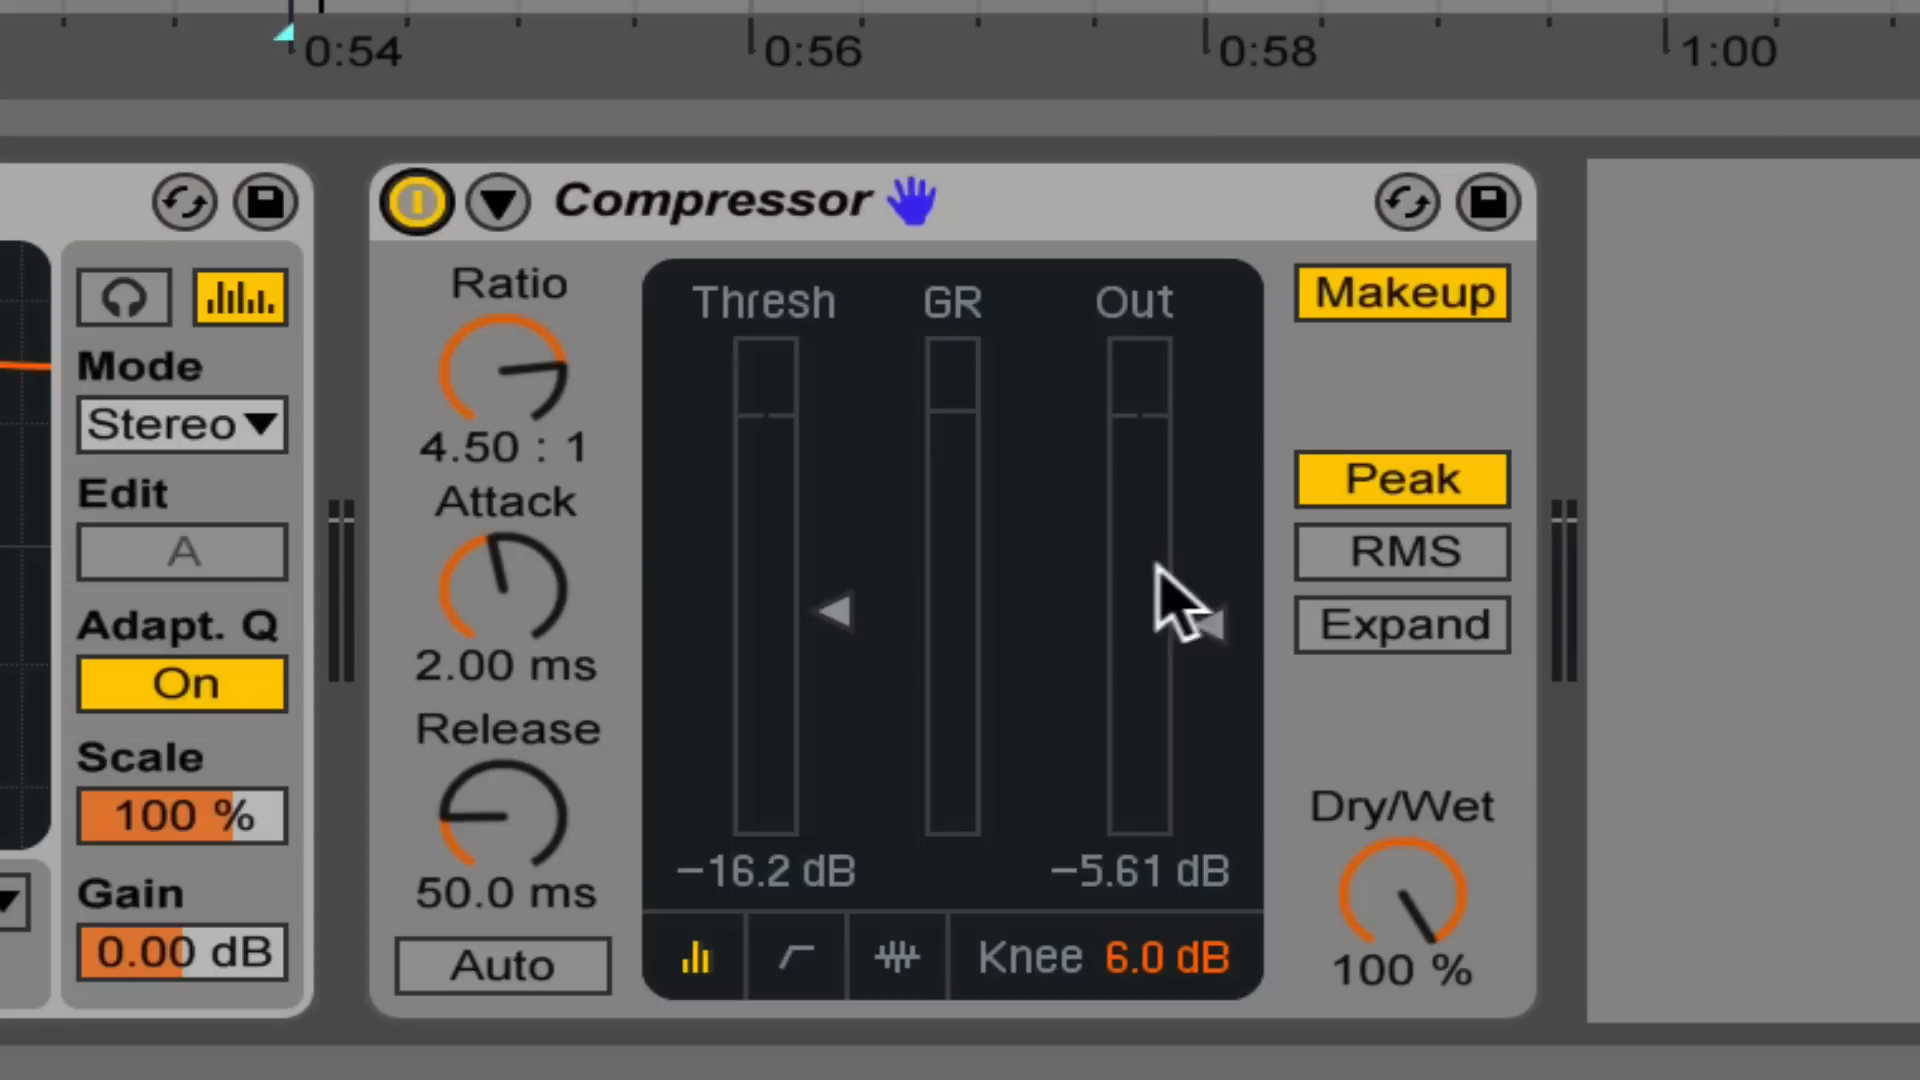 0:54 0:56 0:58 1:00
Compressor
Mode
Stereo
Edit
A
Adapt. Q
On
Scale
100 %
Gain
0.00 dB
Ratio
4.50 : 1
Attack
2.00 ms
Release
50.0 ms
Auto
Thresh GR Out
-16.2 dB -5.61 dB
Knee 6.0 dB
Makeup
Peak
RMS
Expand
Dry/Wet
100 %